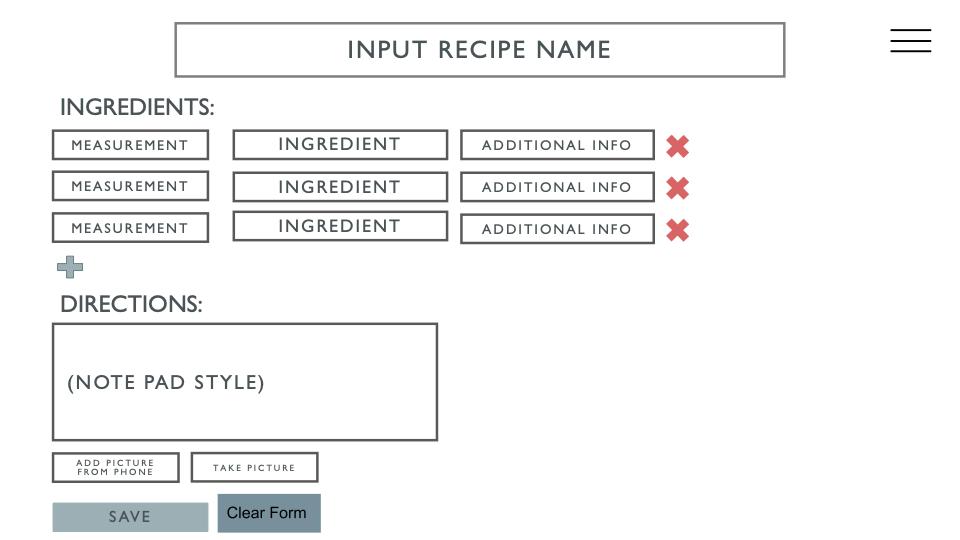 INPUT RECIPE NAME
INGREDIENTS:
MEASUREMENT INGREDIENT ADDITIONAL INFO
MEASUREMENT INGREDIENT ADDITIONAL INFO
MEASUREMENT INGREDIENT ADDITIONAL INFO
DIRECTIONS:
(NOTE PAD STYLE)
ADD PICTURE
FROM PHONE
TAKE PICTURE
SAVE
Clear Form